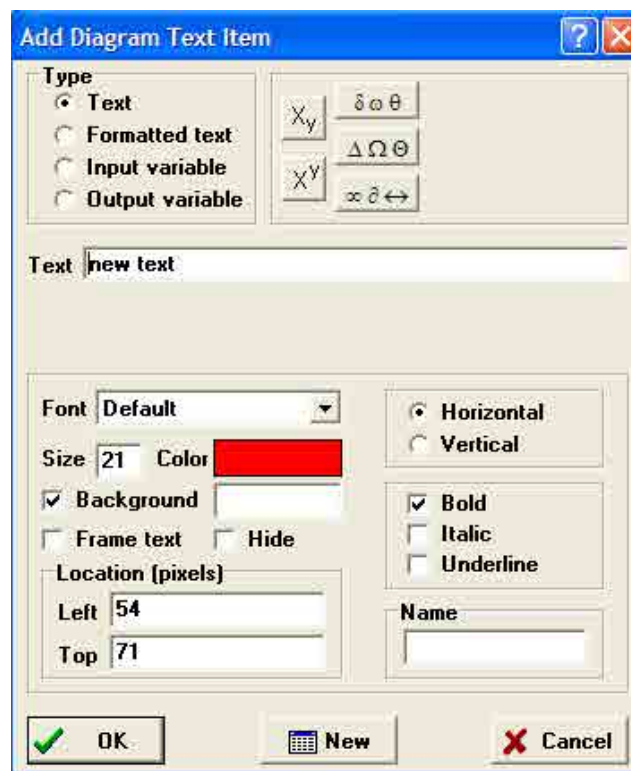 Add Diagram Text Item
?
Type
Text
Formatted text
Input variable
Output variable
Xy
XY
δ ω θ
Δ Ω Θ
∞ ∂ ↔
Text new text
Font Default
Size 21 Color
Background
Frame text Hide
Location (pixels)
Left 54
Top 71
Horizontal
Vertical
Bold
Italic
Underline
Name
OK
New
Cancel